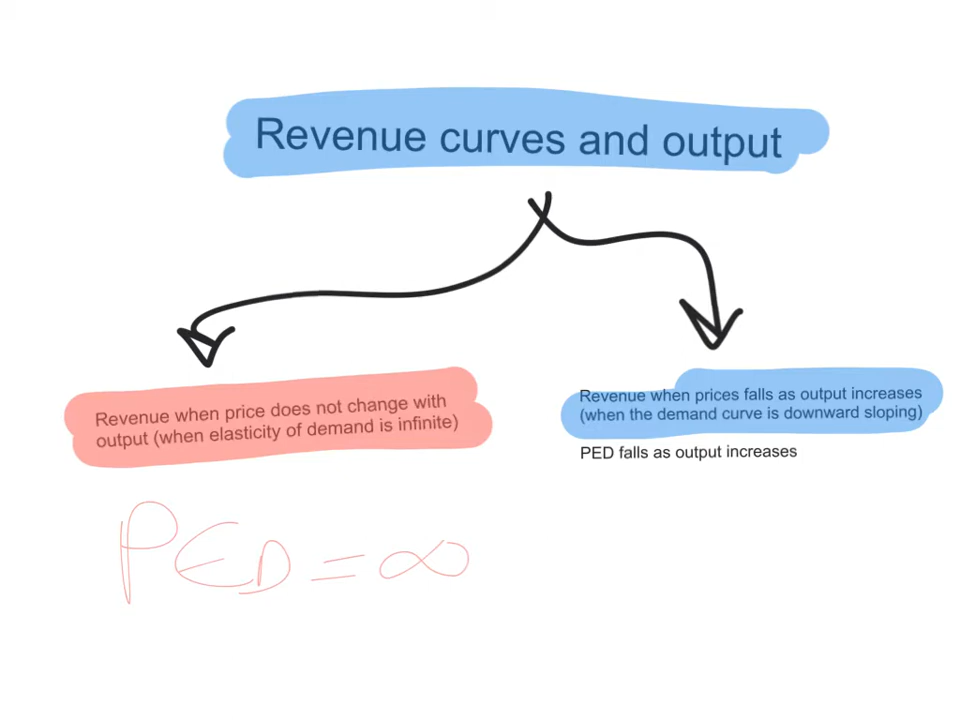 Revenue curves and output
Revenue when price does not change with
output (when elasticity of demand is infinite)
Revenue when prices falls as output increases
(when the demand curve is downward sloping)
PED falls as output increases
PED = ∞